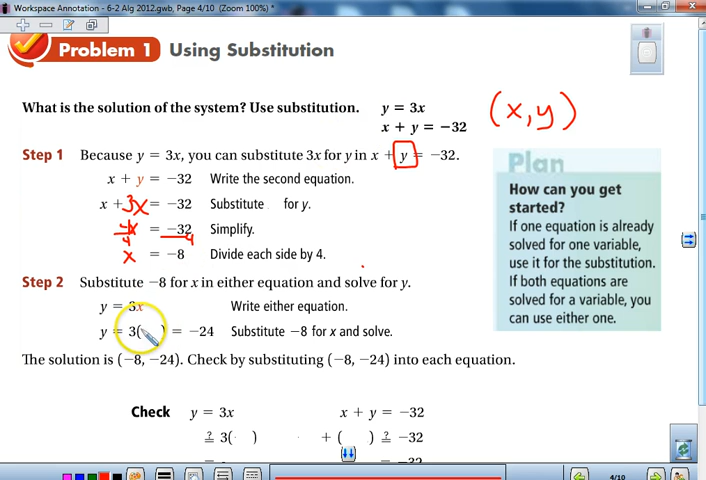 Workspace Annotation - 6-2 Alg 2012.gwb, Page 4/10 (Zoom 100%) *
Problem 1 Using Substitution
What is the solution of the system? Use substitution. y = 3x
x + y = −32
(x, y)
Step 1 Because y = 3x, you can substitute 3x for y in x + y = −32.
x + y = −32 Write the second equation.
x + 3x = −32 Substitute for y.
4x = −32 Simplify.
4 4
x = −8 Divide each side by 4.
Step 2 Substitute −8 for x in either equation and solve for y.
y = 3x Write either equation.
y = 3( ) = −24 Substitute −8 for x and solve.
The solution is (−8, −24). Check by substituting (−8, −24) into each equation.
Check y = 3x x + y = −32
≟ 3( ) + ( ) ≟ −32
= −32
Plan
How can you get
started?
If one equation is already
solved for one variable,
use it for the substitution.
If both equations are
solved for a variable, you
can use either one.
4/10